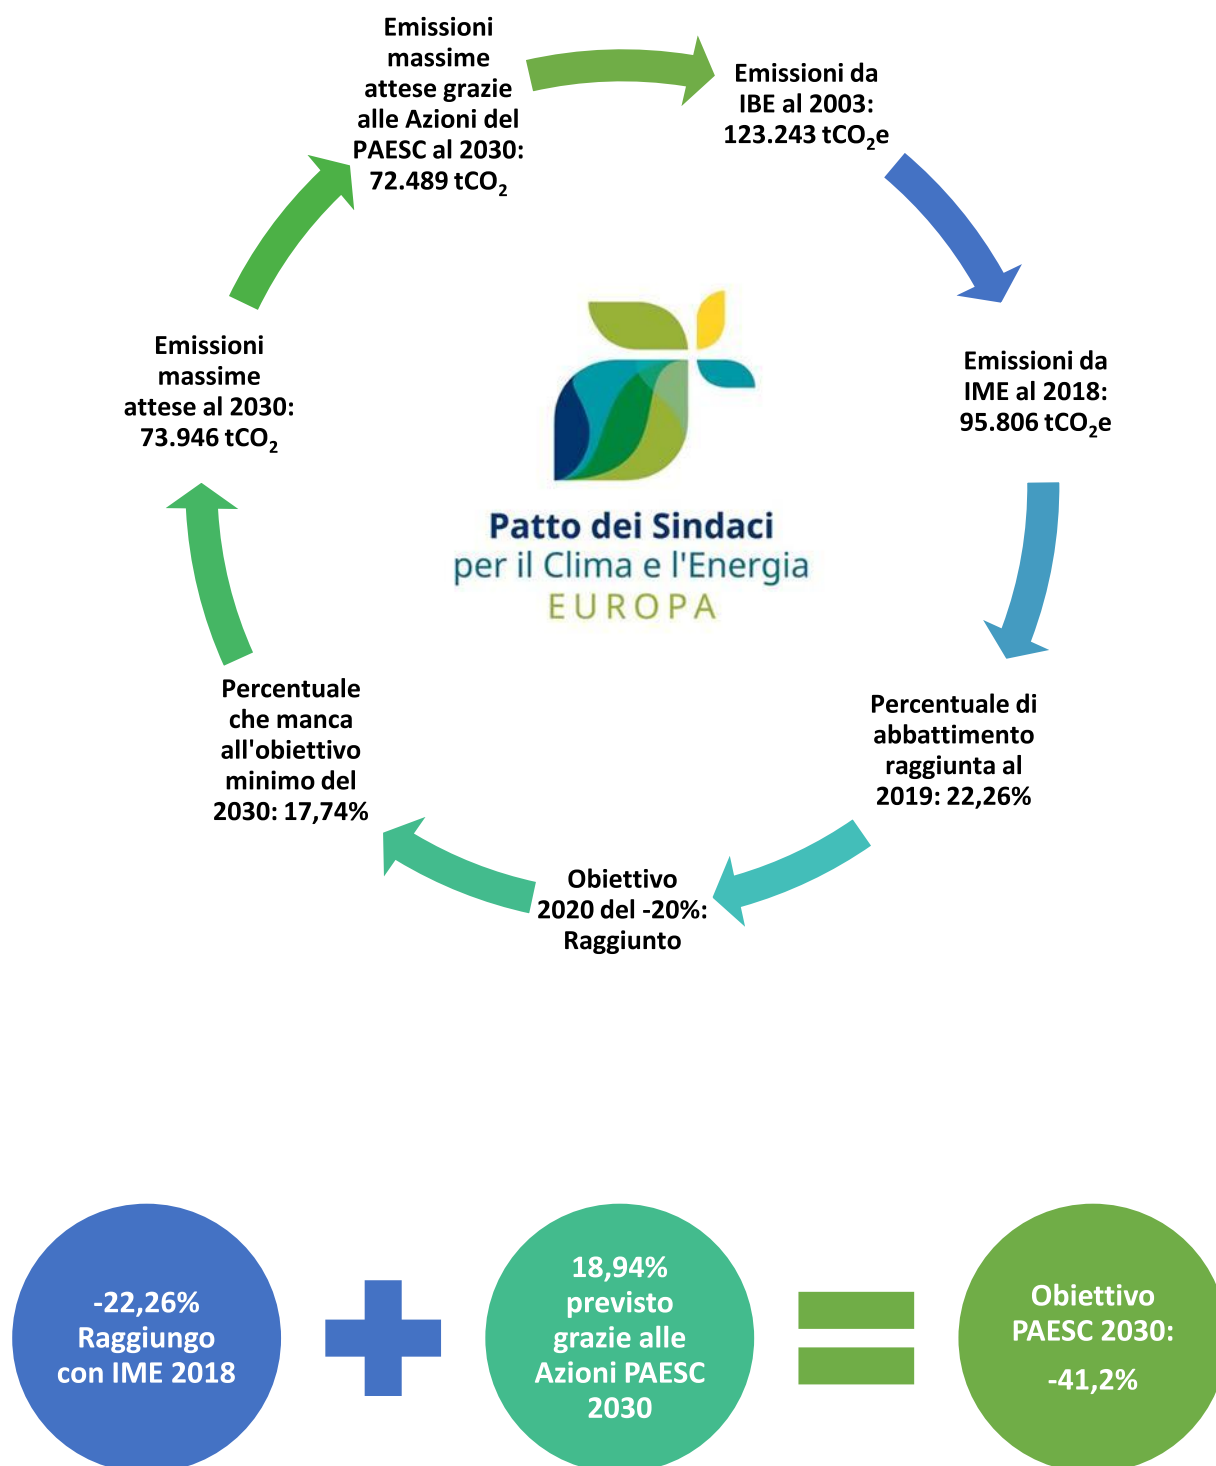 Emissioni
massime
attese grazie
alle Azioni del
PAESC al 2030:
72.489 tCO₂
Emissioni da
IBE al 2003:
123.243 tCO₂e
Emissioni da
IME al 2018:
95.806 tCO₂e
Percentuale di
abbattimento
raggiunta al
2019: 22,26%
Obiettivo
2020 del -20%:
Raggiunto
Percentuale
che manca
all'obiettivo
minimo del
2030: 17,74%
Emissioni
massime
attese al 2030:
73.946 tCO₂
Patto dei Sindaci
per il Clima e l'Energia
EUROPA
-22,26%
Raggiungo
con IME 2018
18,94%
previsto
grazie alle
Azioni PAESC
2030
Obiettivo
PAESC 2030:
-41,2%